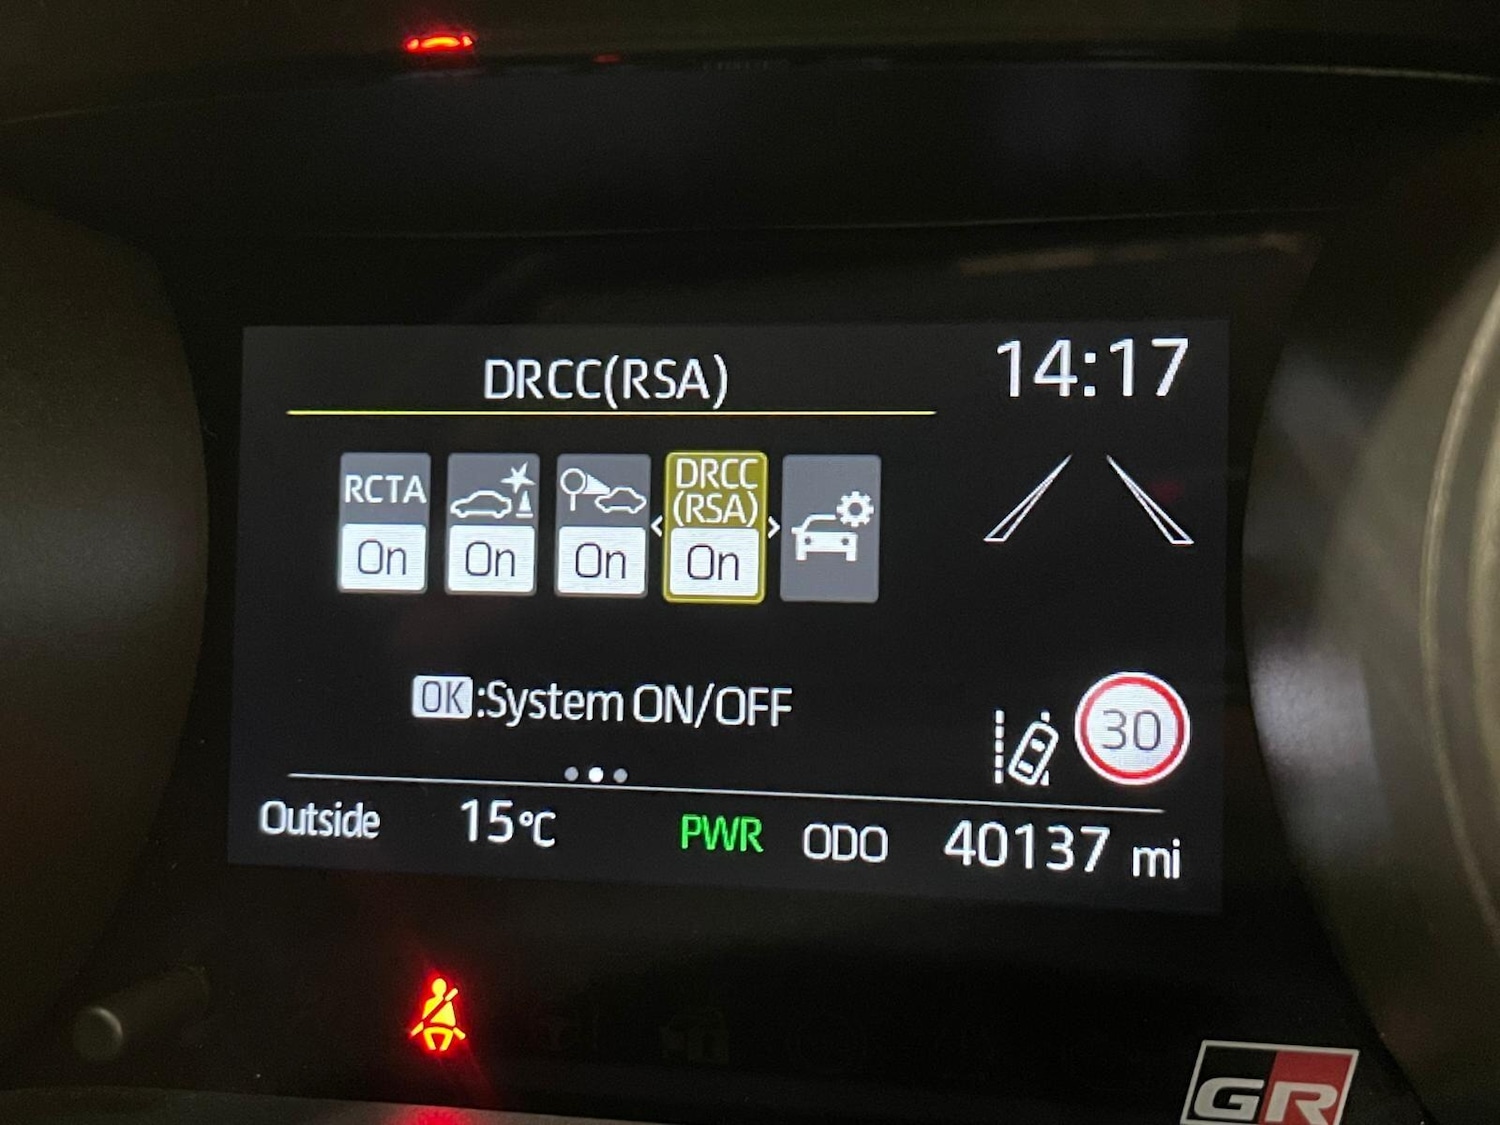 DRCC(RSA)
14:17
RCTA
On
On
On
DRCC
(RSA)
On
OK:System ON/OFF
30
Outside 15°C PWR ODO 40137 mi
GR